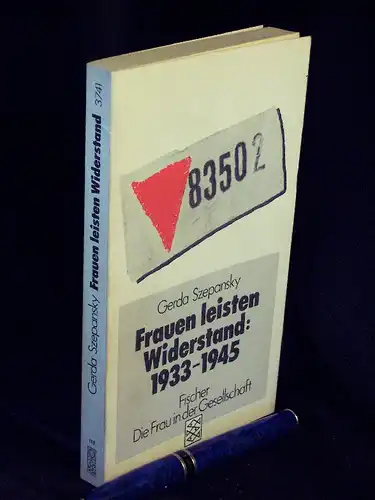 83502
Gerda Szepansky
Frauen leisten
Widerstand:
1933-1945
Fischer
Die Frau in der Gesellschaft
Gerda Szepansky Frauen leisten Widerstand 3741